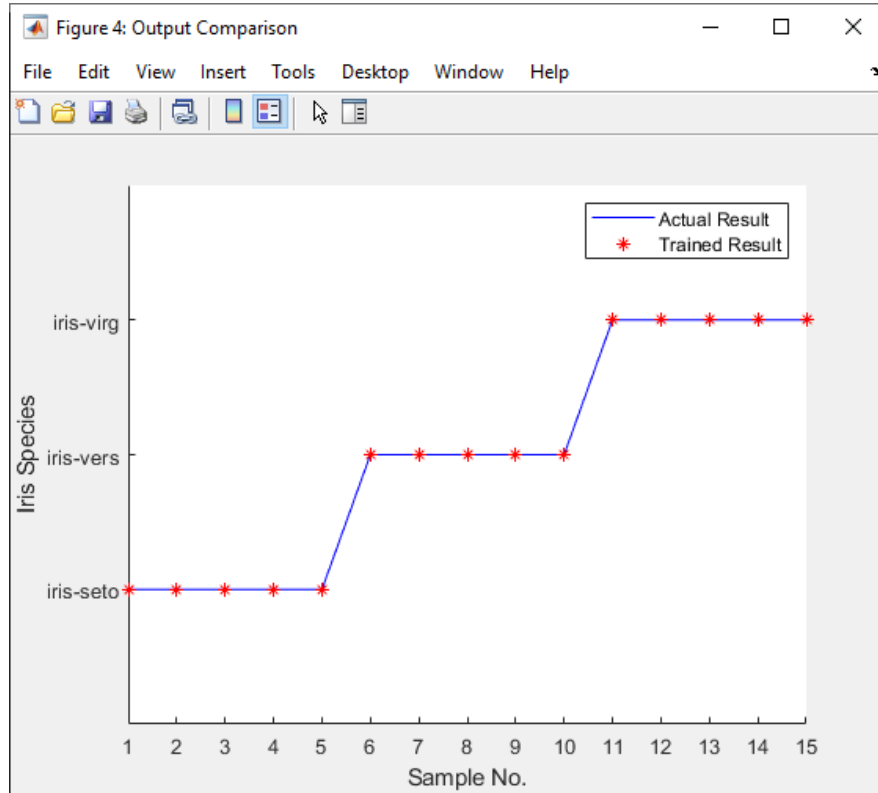 Figure 4: Output Comparison
File Edit View Insert Tools Desktop Window Help
Actual Result
Trained Result
iris-virg
iris-vers
iris-seto
Iris Species
1 2 3 4 5 6 7 8 9 10 11 12 13 14 15
Sample No.